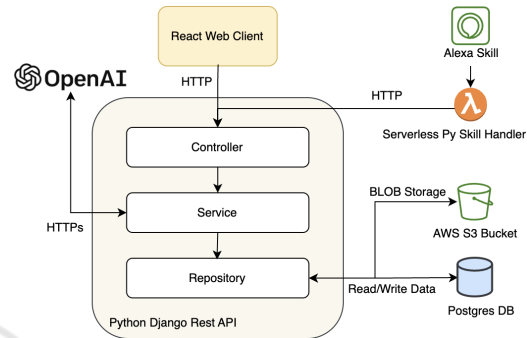 React Web Client
Alexa Skill
OpenAI
HTTP
HTTP
Serverless Py Skill Handler
Controller
Service
HTTPs
BLOB Storage
AWS S3 Bucket
Repository
Read/Write Data
Postgres DB
Python Django Rest API